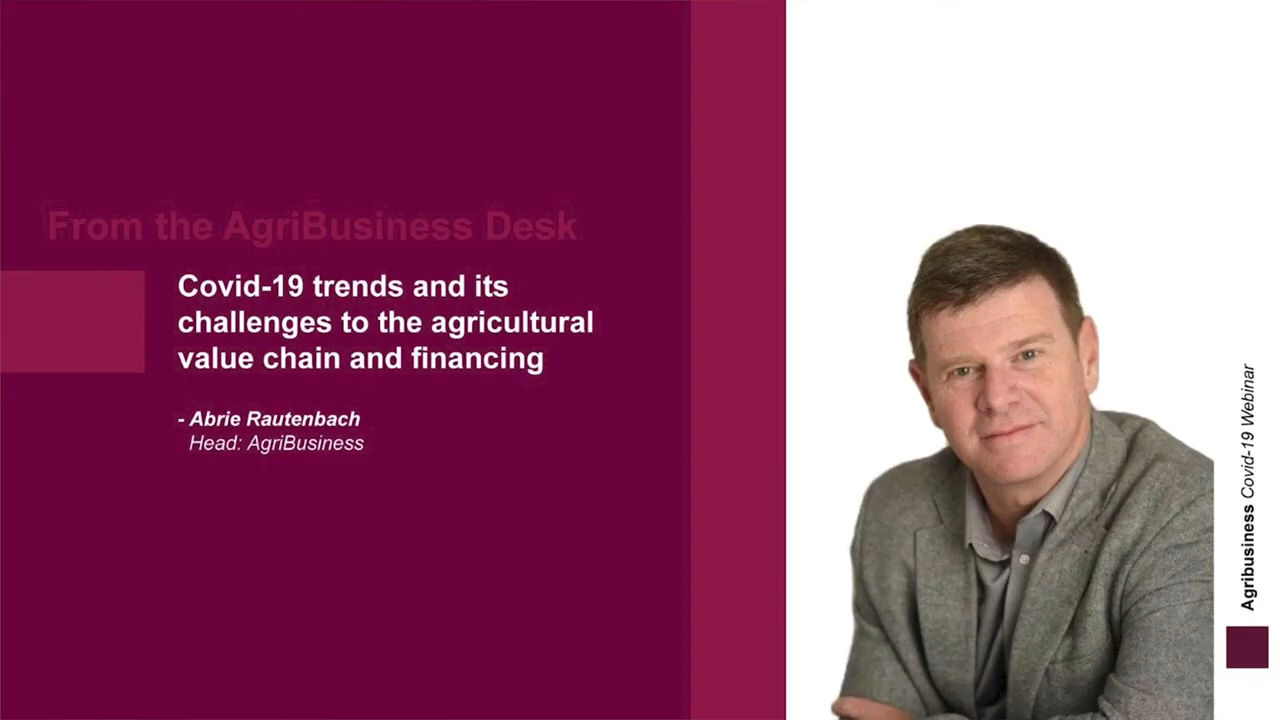 From the AgriBusiness Desk
Covid-19 trends and its
challenges to the agricultural
value chain and financing
- Abrie Rautenbach
Head: AgriBusiness
Agribusiness Covid-19 Webinar